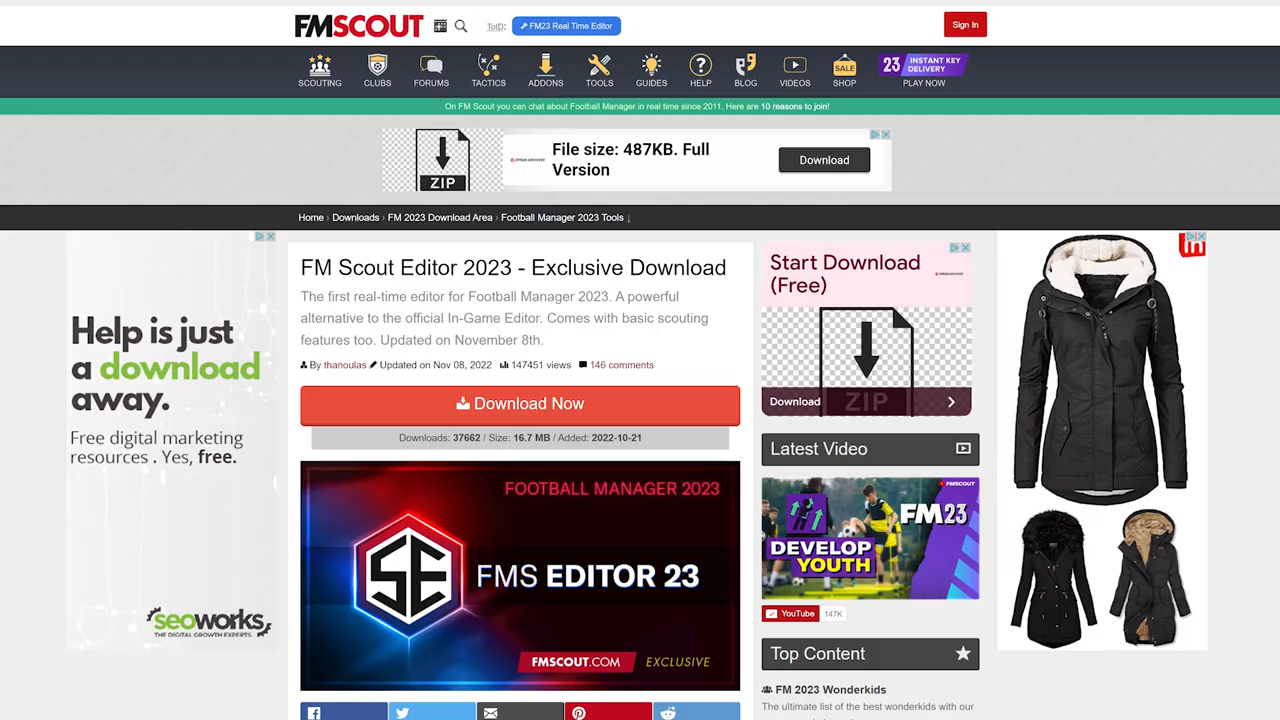 FMSCOUT
TotD:
FM23 Real Time Editor
Sign In
SCOUTING
CLUBS
FORUMS
TACTICS
ADDONS
TOOLS
GUIDES
HELP
BLOG
VIDEOS
SALE
SHOP
23 INSTANT KEY
DELIVERY
PLAY NOW
On FM Scout you can chat about Football Manager in real time since 2011. Here are 10 reasons to join!
ZIP
File size: 487KB. Full
Version
Download
Home › Downloads › FM 2023 Download Area › Football Manager 2023 Tools ↓
Help is just
a download
away.
Free digital marketing
resources . Yes, free.
seoworks
THE DIGITAL GROWTH EXPERTS
FM Scout Editor 2023 - Exclusive Download
The first real-time editor for Football Manager 2023. A powerful
alternative to the official In-Game Editor. Comes with basic scouting
features too. Updated on November 8th.
By thanoulas Updated on Nov 08, 2022 147451 views 146 comments
Download Now
Downloads: 37662 / Size: 16.7 MB / Added: 2022-10-21
FOOTBALL MANAGER 2023
SE
FMS EDITOR 23
FMSCOUT.COM EXCLUSIVE
Start Download
(Free)
Download
ZIP
Latest Video
FMSCOUT
FM23
DEVELOP
YOUTH
YouTube 147K
Top Content
FM 2023 Wonderkids
The ultimate list of the best wonderkids with our